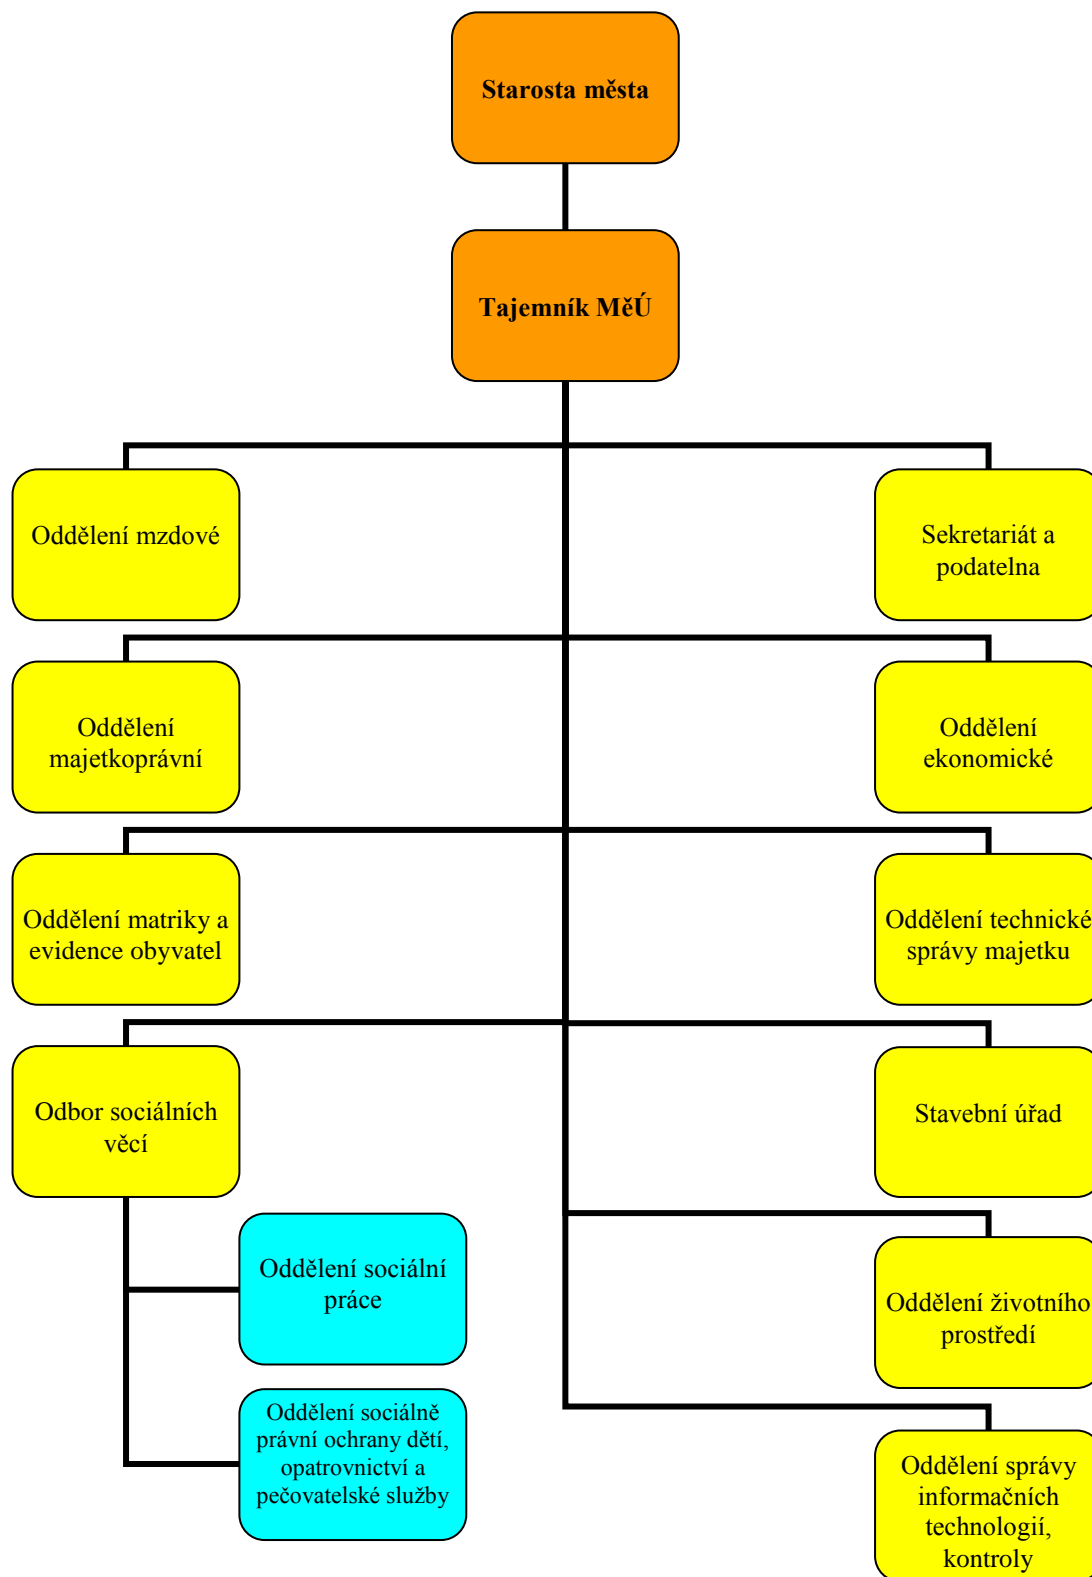 Starosta města
Tajemník MěÚ
Oddělení mzdové
Sekretariát a
podatelna
Oddělení
majetkoprávní
Oddělení
ekonomické
Oddělení matriky a
evidence obyvatel
Oddělení technické
správy majetku
Odbor sociálních
věcí
Stavební úřad
Oddělení sociální
práce
Oddělení životního
prostředí
Oddělení sociálně
právní ochrany dětí,
opatrovnictví a
pečovatelské služby
Oddělení správy
informačních
technologií,
kontroly